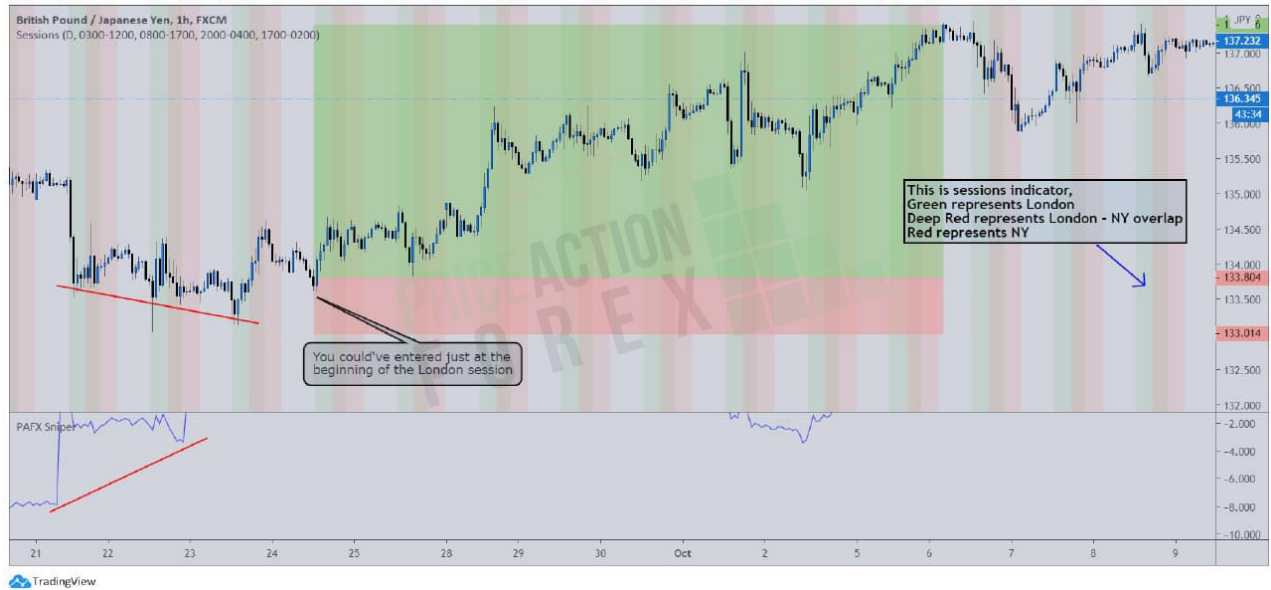 British Pound / Japanese Yen, 1h, FXCM
Sessions (D, 0300-1200, 0800-1700, 2000-0400, 1700-0200)
JPY
137.232
137.000
136.500
136.345
43:34
136.000
135.500
135.000
134.500
134.000
133.804
133.500
133.014
132.500
132.000
This is sessions indicator,
Green represents London
Deep Red represents London - NY overlap
Red represents NY
PRICE ACTION
FOREX
You could've entered just at the
beginning of the London session
PAFX Sniper
-2.000
-4.000
-6.000
-8.000
-10.000
21 22 23 24 25 28 29 30 Oct 2 5 6 7 8 9
TradingView